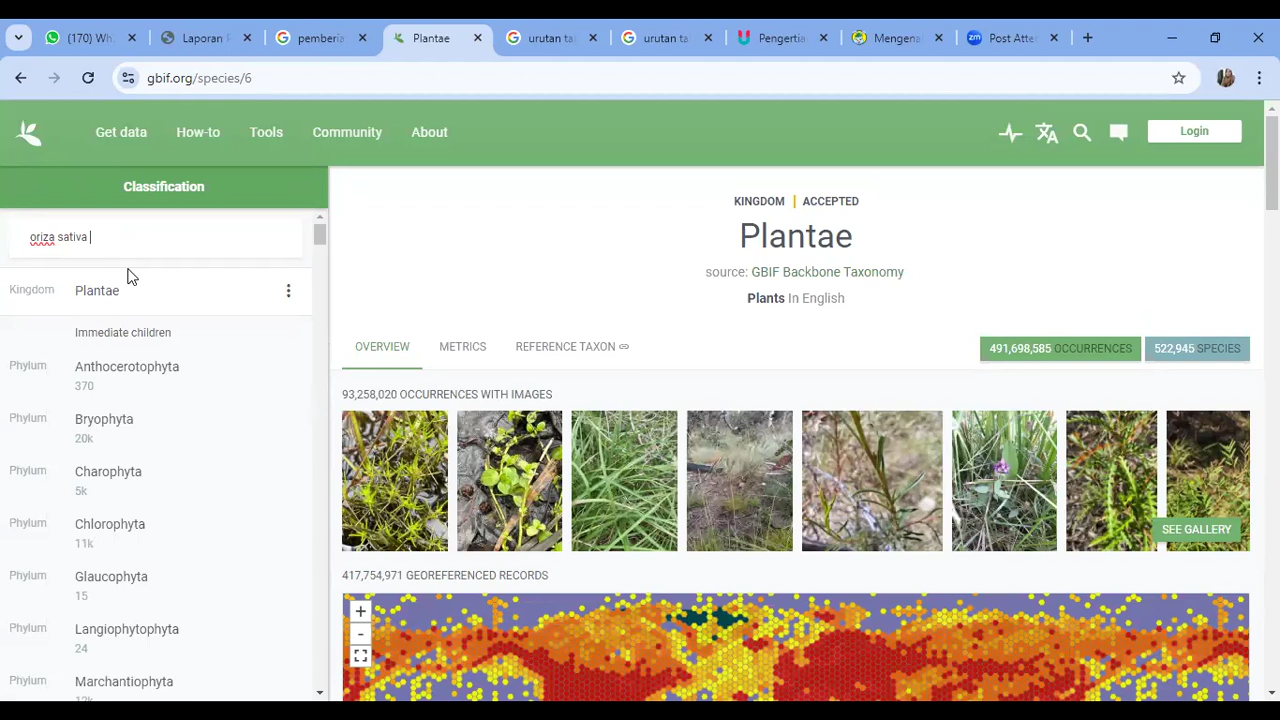 (170) Wh
Laporan P
pemberia
Plantae
urutan ta
urutan ta
Pengertia
Mengena
Post Atte
gbif.org/species/6
Get data
How-to
Tools
Community
About
Login
Classification
oriza sativa
Kingdom Plantae
Immediate children
Phylum Anthocerotophyta
370
Phylum Bryophyta
20k
Phylum Charophyta
5k
Phylum Chlorophyta
11k
Phylum Glaucophyta
15
Phylum Langiophytophyta
24
Phylum Marchantiophyta
KINGDOM ACCEPTED
Plantae
source: GBIF Backbone Taxonomy
Plants In English
OVERVIEW
METRICS
REFERENCE TAXON
491,698,585 OCCURRENCES
522,945 SPECIES
93,258,020 OCCURRENCES WITH IMAGES
SEE GALLERY
417,754,971 GEOREFERENCED RECORDS
+
-